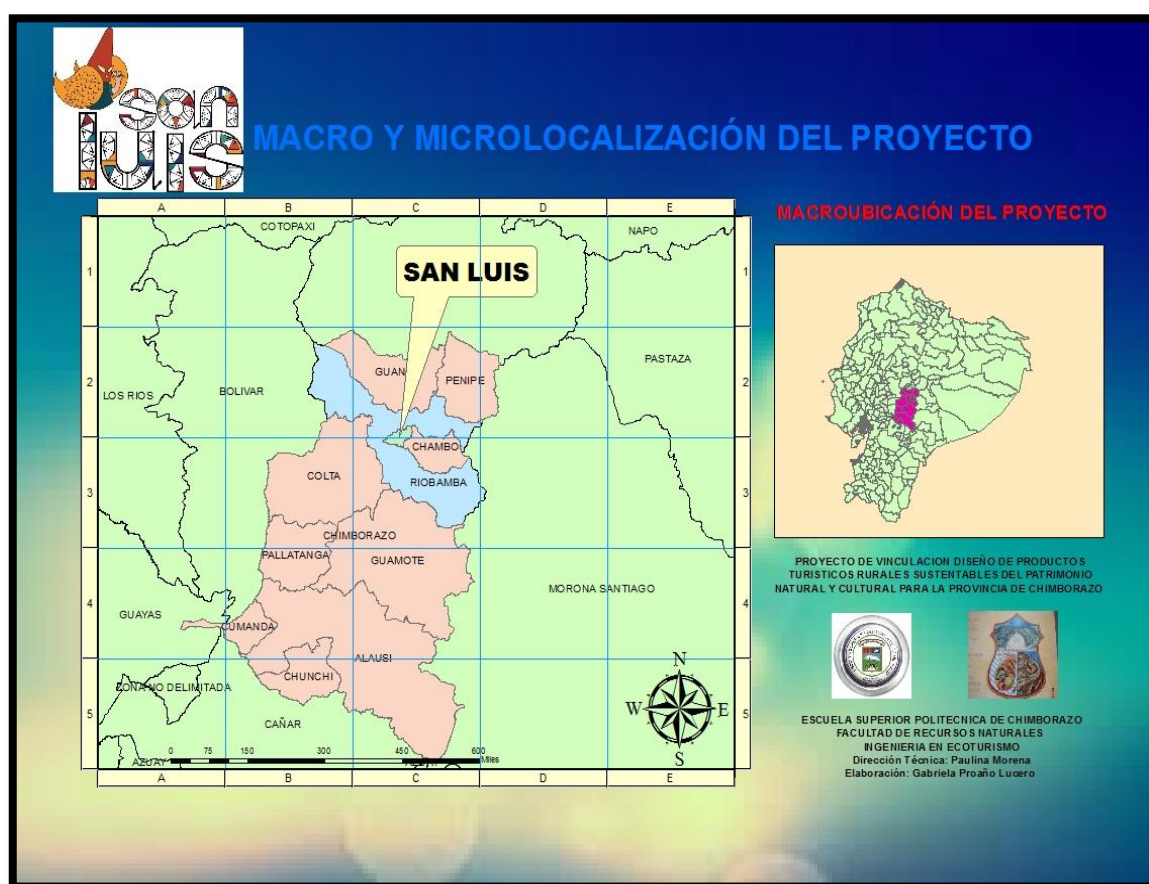 san
luis
MACRO Y MICROLOCALIZACIÓN DEL PROYECTO
A B C D E
COTOPAXI
NAPO
1 1
SAN LUIS
PASTAZA
GUAN
PENIPE
2 2
LOS RIOS
BOLIVAR
CHAMBO
COLTA
RIOBAMBA
3 3
CHIMBORAZO
PALLATANGA
GUAMOTE
MORONA SANTIAGO
4 4
GUAYAS
CUMANDA
ALAUSI
CHUNCHI
ZONA NO DELIMITADA
CAÑAR
5 5
N
W E
S
0 75 150 300 450 600
Miles
AZUAY
A B C D E
MACROUBICACIÓN DEL PROYECTO
PROYECTO DE VINCULACION DISEÑO DE PRODUCTOS
TURISTICOS RURALES SUSTENTABLES DEL PATRIMONIO
NATURAL Y CULTURAL PARA LA PROVINCIA DE CHIMBORAZO
ESCUELA SUPERIOR POLITECNICA DE CHIMBORAZO
FACULTAD DE RECURSOS NATURALES
INGENIERIA EN ECOTURISMO
Dirección Técnica: Paulina Morena
Elaboración: Gabriela Proaño Lucero